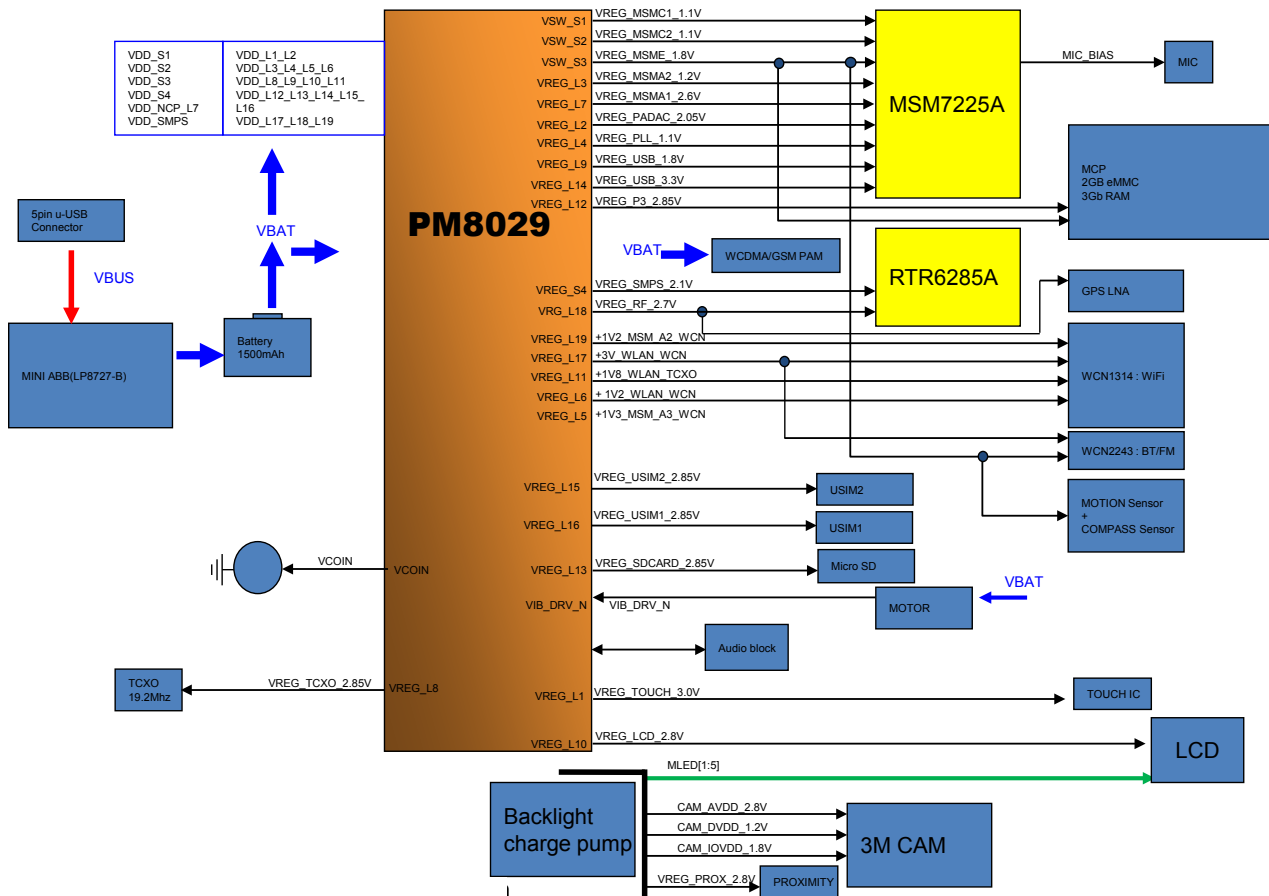 VDD_S1
VDD_S2
VDD_S3
VDD_S4
VDD_NCP_L7
VDD_SMPS
VDD_L1_L2
VDD_L3_L4_L5_L6
VDD_L8_L9_L10_L11
VDD_L12_L13_L14_L15_
L16
VDD_L17_L18_L19
VBAT
5pin u-USB
Connector
VBUS
MINI ABB(LP8727-B)
Battery
1500mAh
VCOIN
TCXO
19.2Mhz
VREG_TCXO_2.85V
PM8029
VCOIN
VREG_L8
VSW_S1
VREG_MSMC1_1.1V
VSW_S2
VREG_MSMC2_1.1V
VSW_S3
VREG_MSME_1.8V
VREG_L3
VREG_MSMA2_1.2V
VREG_L7
VREG_MSMA1_2.6V
VREG_L2
VREG_PADAC_2.05V
VREG_L4
VREG_PLL_1.1V
VREG_L9
VREG_USB_1.8V
VREG_L14
VREG_USB_3.3V
VREG_L12
VREG_P3_2.85V
MSM7225A
MIC_BIAS
MIC
MCP
2GB eMMC
3Gb RAM
VBAT
WCDMA/GSM PAM
RTR6285A
GPS LNA
VREG_S4
VREG_SMPS_2.1V
VRG_L18
VREG_RF_2.7V
VREG_L19
+1V2_MSM_A2_WCN
VREG_L17
+3V_WLAN_WCN
VREG_L11
+1V8_WLAN_TCXO
VREG_L6
+ 1V2_WLAN_WCN
VREG_L5
+1V3_MSM_A3_WCN
WCN1314 : WiFi
WCN2243 : BT/FM
MOTION Sensor
+
COMPASS Sensor
VREG_L15
VREG_USIM2_2.85V
USIM2
VREG_L16
VREG_USIM1_2.85V
USIM1
VREG_L13
VREG_SDCARD_2.85V
Micro SD
VIB_DRV_N
VIB_DRV_N
MOTOR
VBAT
Audio block
VREG_L1
VREG_TOUCH_3.0V
TOUCH IC
VREG_L10
VREG_LCD_2.8V
LCD
MLED[1:5]
Backlight
charge pump
CAM_AVDD_2.8V
CAM_DVDD_1.2V
CAM_IOVDD_1.8V
3M CAM
VREG_PROX_2.8V
PROXIMITY